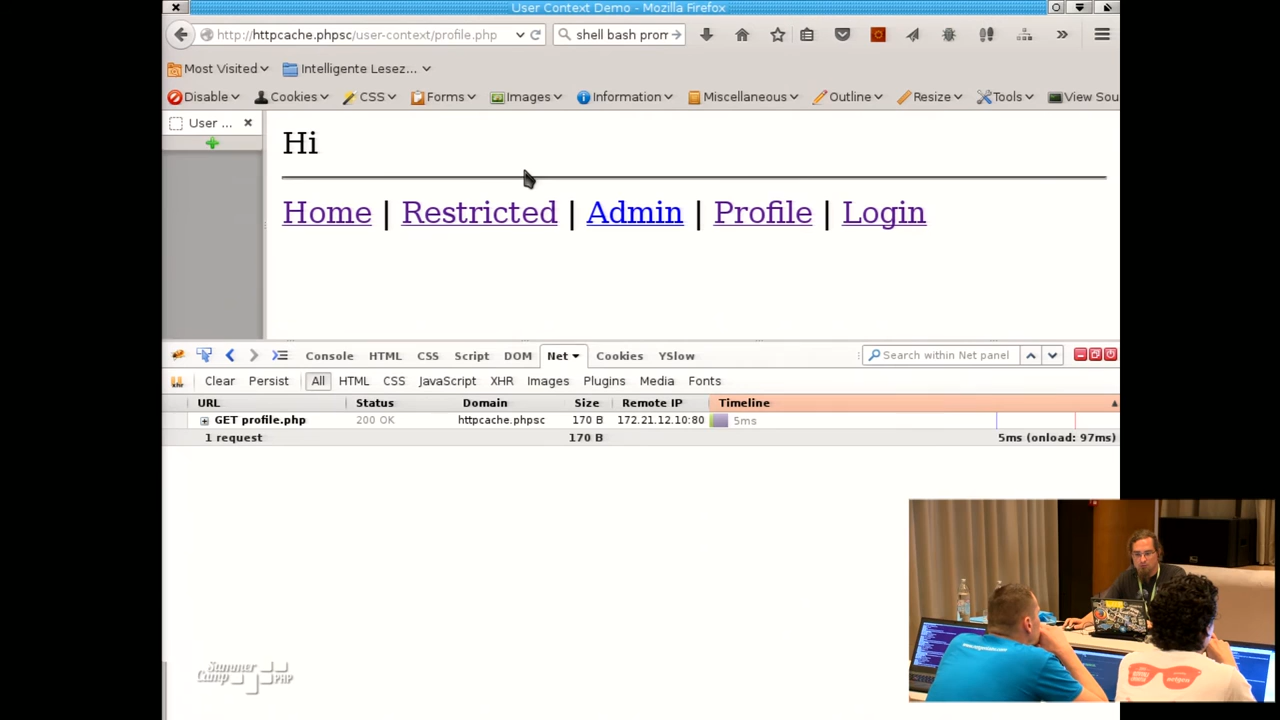 User Context Demo - Mozilla Firefox
http://httpcache.phpsc/user-context/profile.php
shell bash pron
Most Visited
Intelligente Lesez...
Disable
Cookies
CSS
Forms
Images
Information
Miscellaneous
Outline
Resize
Tools
View Sou
User ...
Hi
Home | Restricted | Admin | Profile | Login
Console HTML CSS Script DOM Net Cookies YSlow
Search within Net panel
Clear Persist All HTML CSS JavaScript XHR Images Plugins Media Fonts
URL Status Domain Size Remote IP Timeline
GET profile.php 200 OK httpcache.phpsc 170 B 172.21.12.10:80 5ms
1 request 170 B 5ms (onload: 97ms)
Summer
Camp PHP